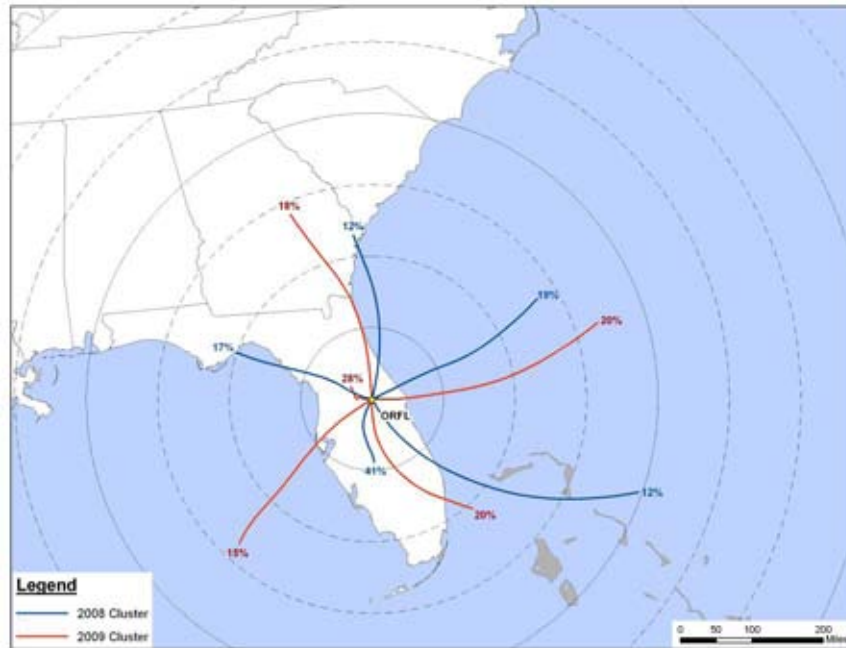 18%
12%
19%
20%
17%
28%
ORFL
41%
12%
20%
15%
Legend
2008 Cluster
2009 Cluster
0 50 100 200
Miles